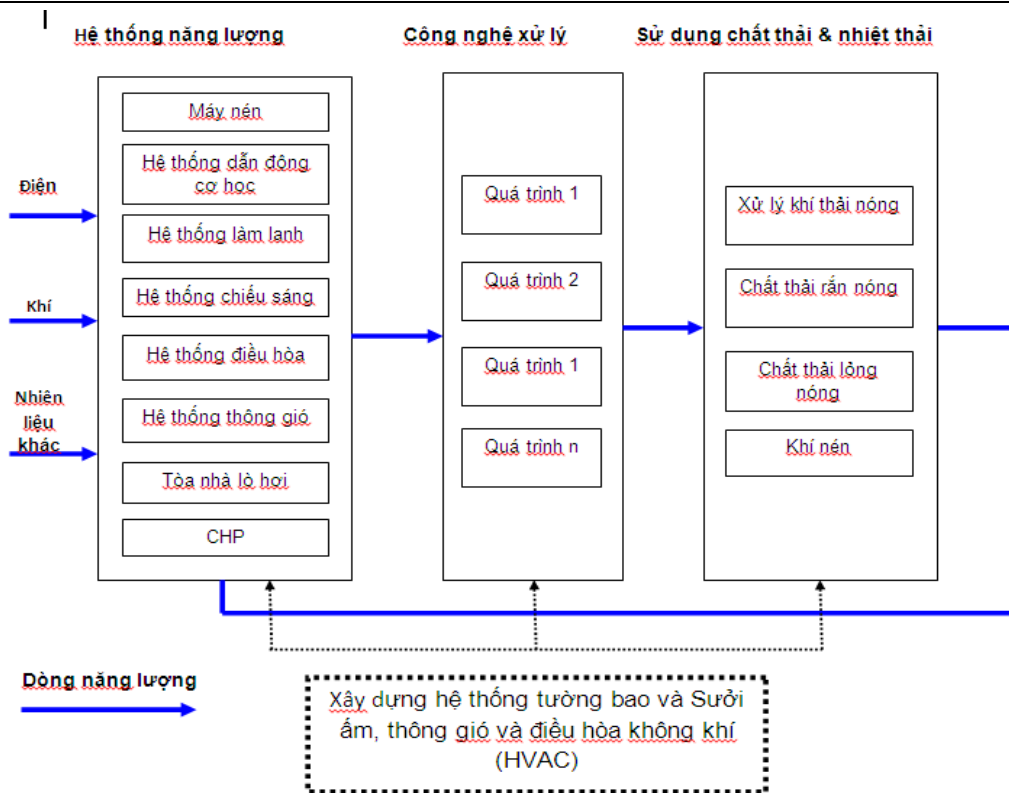 Hệ thống năng lượng
Công nghệ xử lý
Sử dụng chất thải & nhiệt thải
Điện
Khí
Nhiên
liệu
khác
Máy nén
Hệ thống dẫn động
cơ học
Hệ thống làm lanh
Hệ thống chiếu sáng
Hệ thống điều hòa
Hệ thống thông gió
Tòa nhà lò hơi
CHP
Quá trình 1
Quá trình 2
Quá trình 1
Quá trình n
Xử lý khí thải nóng
Chất thải rắn nóng
Chất thải lỏng
nóng
Khí nén
Dòng năng lượng
Xây dựng hệ thống tường bao và Sưởi
ấm, thông gió và điều hòa không khí
(HVAC)